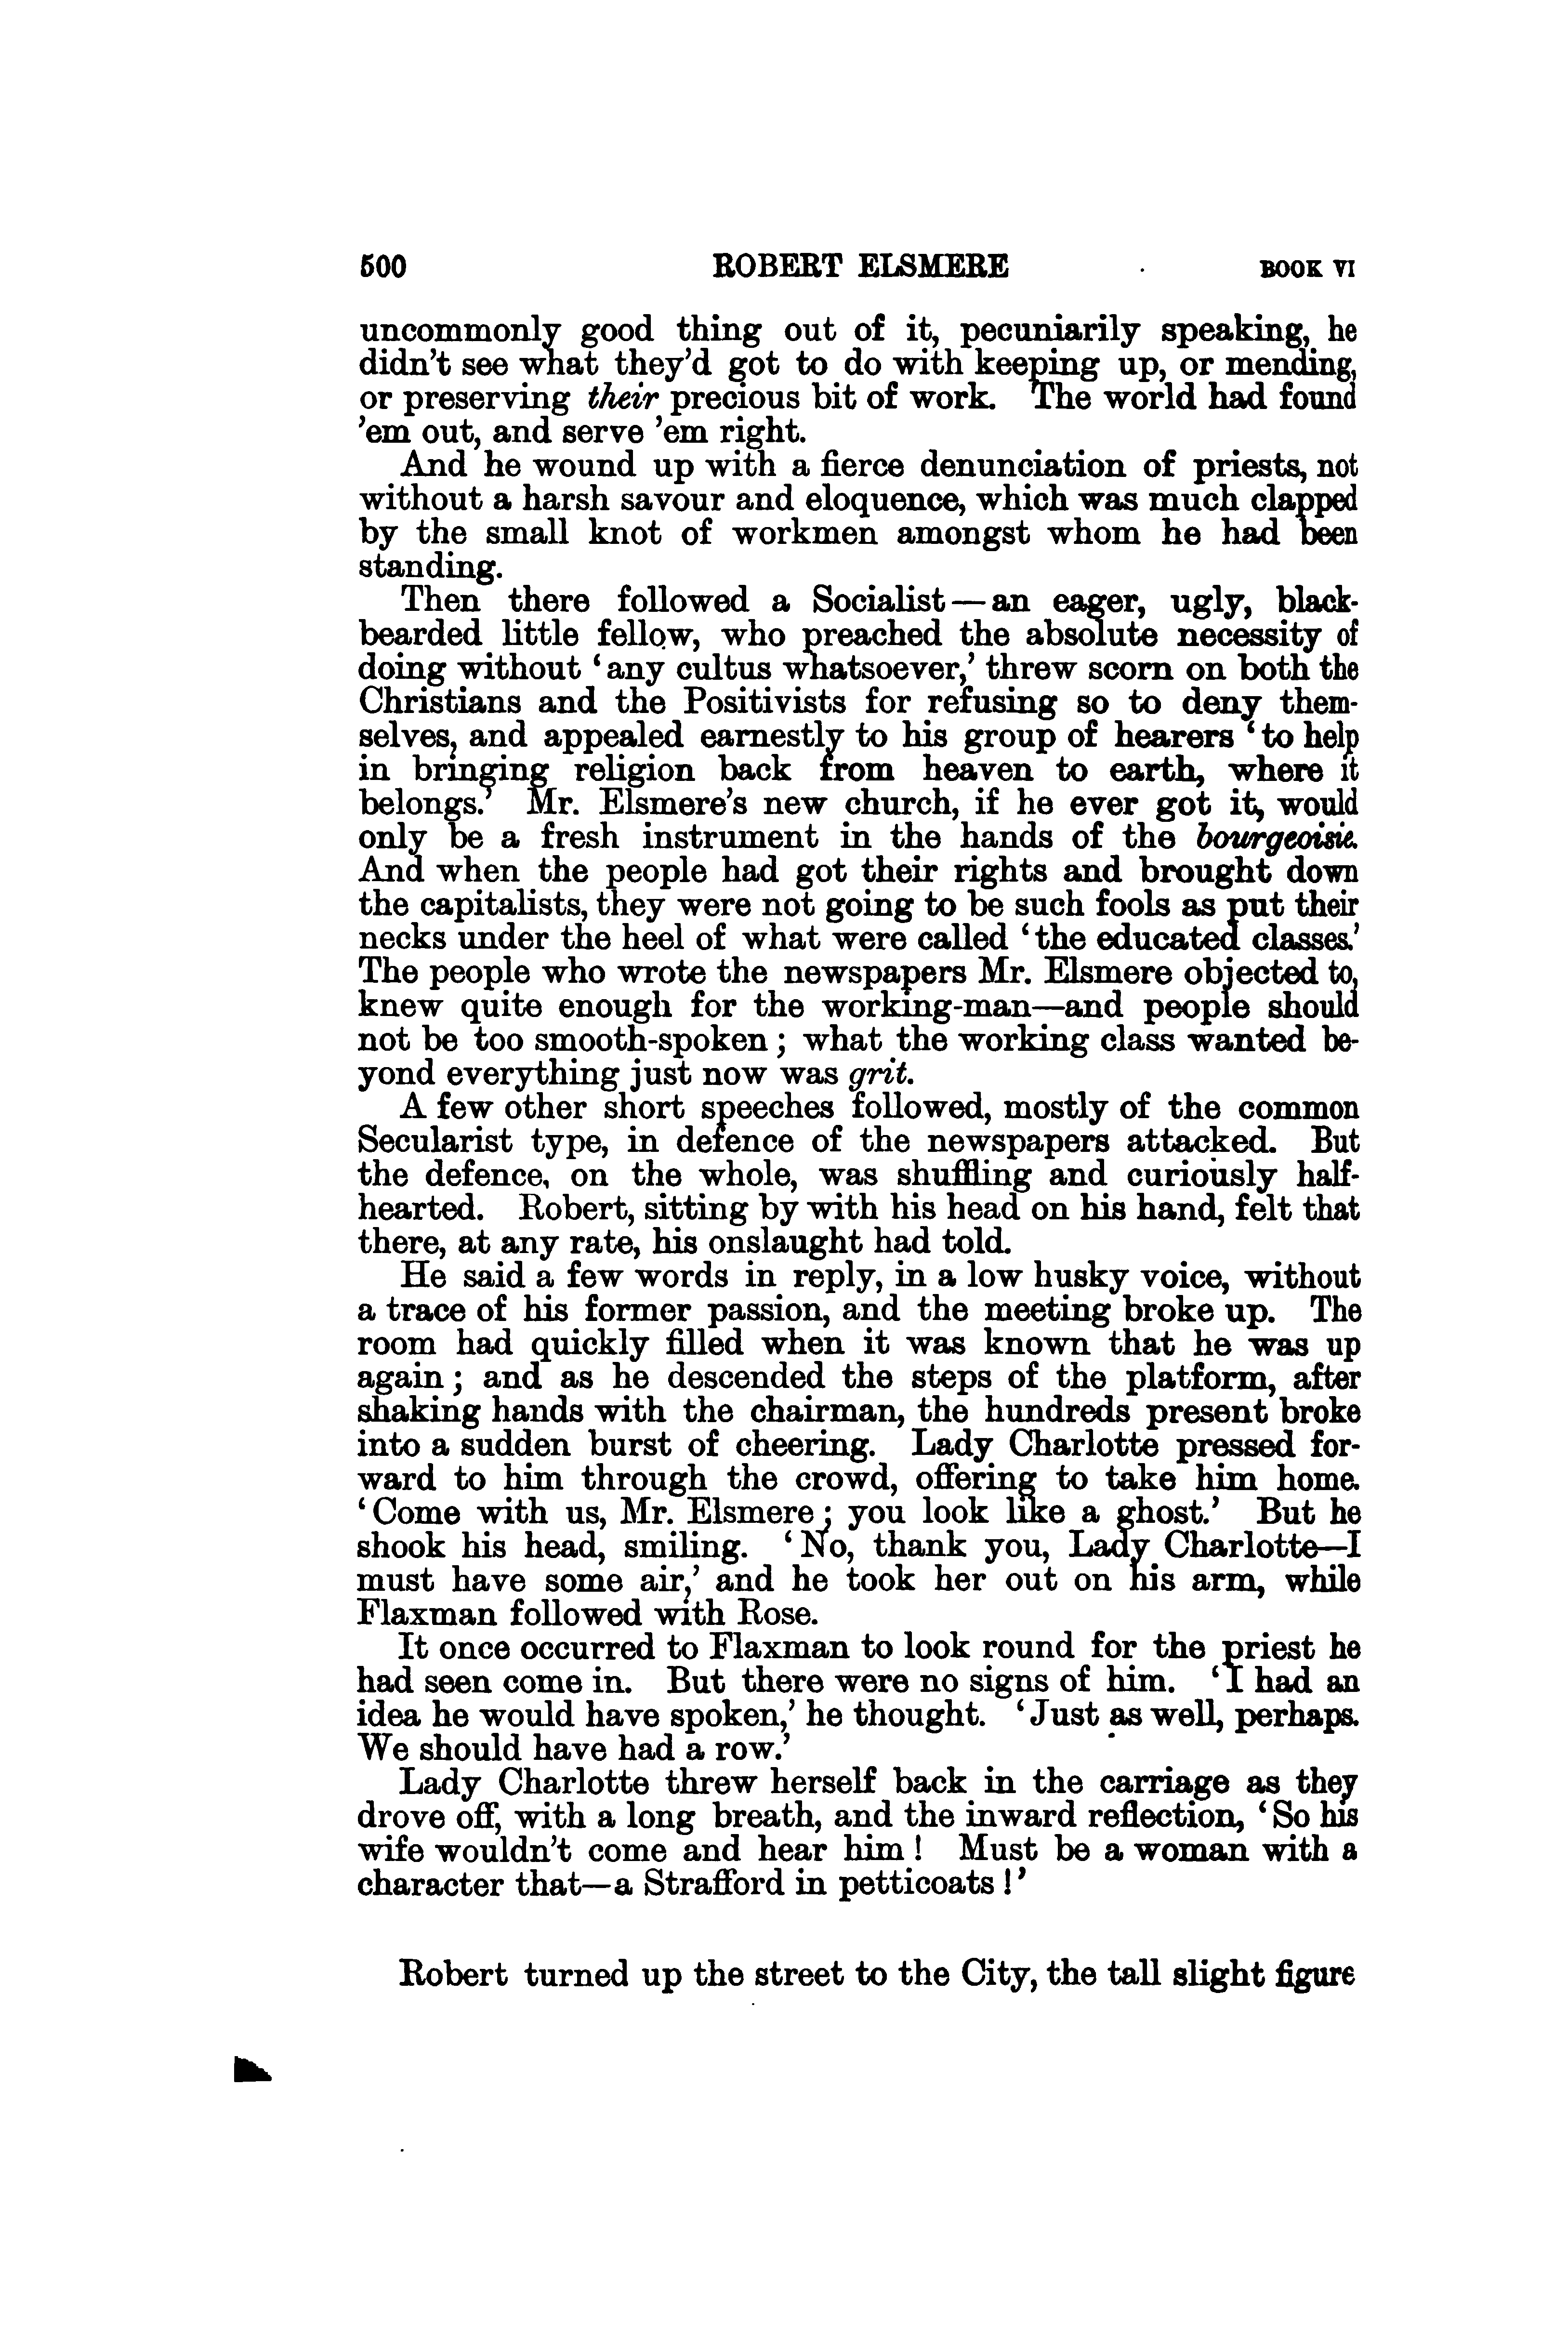 500 ROBERT ELSMERE BOOK VI
uncommonly good thing out of it, pecuniarily speaking, he
didn't see what they'd got to do with keeping up, or mending,
or preserving their precious bit of work. The world had found
'em out, and serve 'em right.
And he wound up with a fierce denunciation of priests, not
without a harsh savour and eloquence, which was much clapped
by the small knot of workmen amongst whom he had been
standing.
Then there followed a Socialist—an eager, ugly, black-
bearded little fellow, who preached the absolute necessity of
doing without 'any cultus whatsoever,' threw scorn on both the
Christians and the Positivists for refusing so to deny them-
selves, and appealed earnestly to his group of hearers 'to help
in bringing religion back from heaven to earth, where it
belongs.' Mr. Elsmere's new church, if he ever got it, would
only be a fresh instrument in the hands of the bourgeoisie.
And when the people had got their rights and brought down
the capitalists, they were not going to be such fools as put their
necks under the heel of what were called 'the educated classes.'
The people who wrote the newspapers Mr. Elsmere objected to,
knew quite enough for the working-man—and people should
not be too smooth-spoken; what the working class wanted be-
yond everything just now was grit.
A few other short speeches followed, mostly of the common
Secularist type, in defence of the newspapers attacked. But
the defence, on the whole, was shuffling and curiously half-
hearted. Robert, sitting by with his head on his hand, felt that
there, at any rate, his onslaught had told.
He said a few words in reply, in a low husky voice, without
a trace of his former passion, and the meeting broke up. The
room had quickly filled when it was known that he was up
again; and as he descended the steps of the platform, after
shaking hands with the chairman, the hundreds present broke
into a sudden burst of cheering. Lady Charlotte pressed for-
ward to him through the crowd, offering to take him home.
'Come with us, Mr. Elsmere; you look like a ghost.' But he
shook his head, smiling. 'No, thank you, Lady Charlotte—I
must have some air,' and he took her out on his arm, while
Flaxman followed with Rose.
It once occurred to Flaxman to look round for the priest he
had seen come in. But there were no signs of him. 'I had an
idea he would have spoken,' he thought. 'Just as well, perhaps.
We should have had a row.'
Lady Charlotte threw herself back in the carriage as they
drove off, with a long breath, and the inward reflection, 'So his
wife wouldn't come and hear him! Must be a woman with a
character that—a Strafford in petticoats!'
Robert turned up the street to the City, the tall slight figure